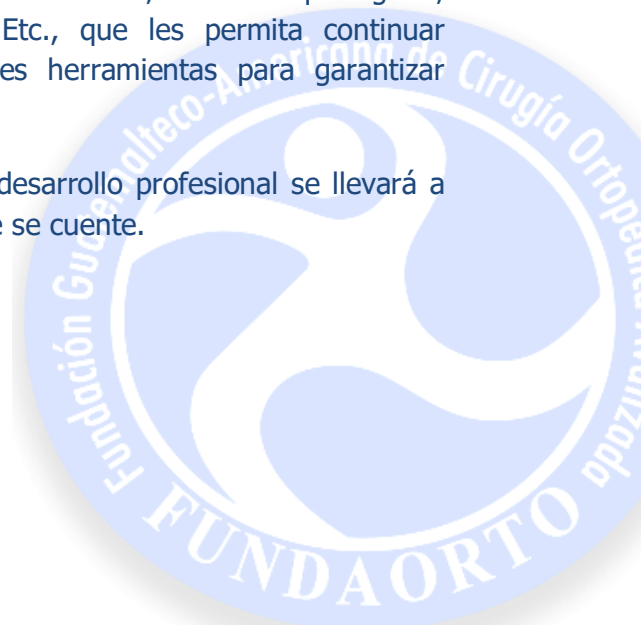 Etc., que les permita continuar
es herramientas para garantizar
desarrollo profesional se llevará a
se cuente.
Fundación Guatemalteco-Americana de Cirugía Ortopédica Avanzada
FUNDAORTO